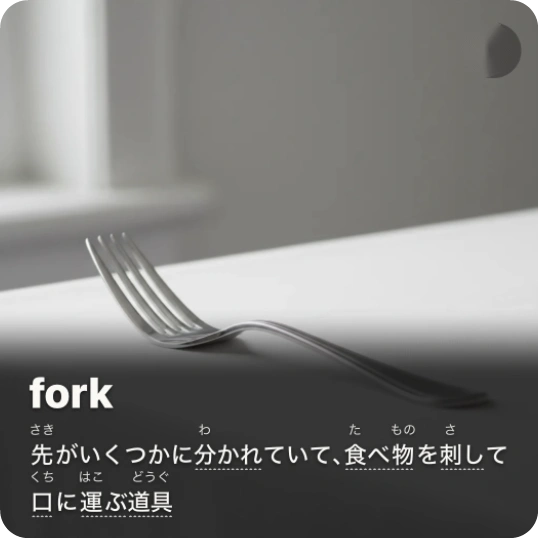 fork
さき わ た もの さ
先がいくつかに分かれていて、食べ物を刺して
くち はこ どうぐ
口に運ぶ道具